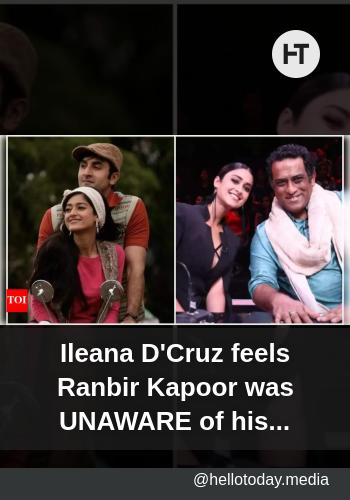 HT
TOI
Ileana D'Cruz feels
Ranbir Kapoor was
UNAWARE of his...
@hellotoday.media